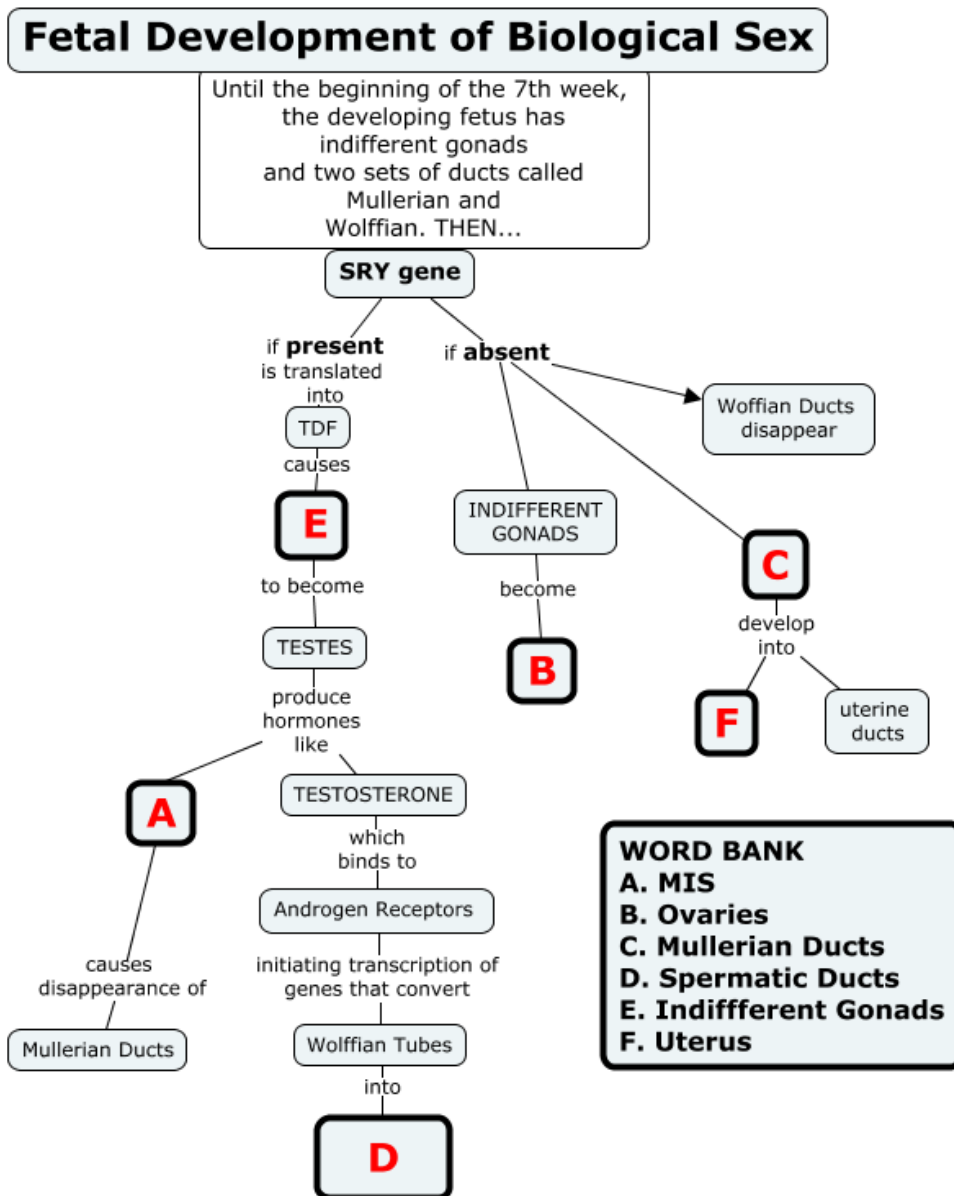 Fetal Development of Biological Sex
Until the beginning of the 7th week,
the developing fetus has
indifferent gonads
and two sets of ducts called
Mullerian and
Wolffian. THEN...
SRY gene
if present
is translated
into
TDF
causes
E
to become
TESTES
produce
hormones
like
A
causes
disappearance of
Mullerian Ducts
TESTOSTERONE
which
binds to
Androgen Receptors
initiating transcription of
genes that convert
Wolffian Tubes
into
D
if absent
INDIFFERENT
GONADS
become
B
Woffian Ducts
disappear
C
develop
into
F
uterine
ducts
WORD BANK
A. MIS
B. Ovaries
C. Mullerian Ducts
D. Spermatic Ducts
E. Indiffferent Gonads
F. Uterus